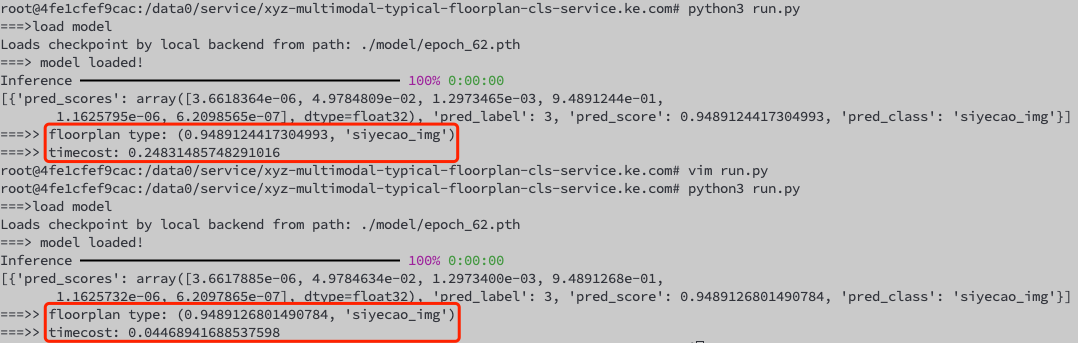 root@4fe1cfef9cac:/data0/service/xyz-multimodal-typical-floorplan-cls-service.ke.com# python3 run.py
===>load model
Loads checkpoint by local backend from path: ./model/epoch_62.pth
===> model loaded!
Inference ━━━━━━━━━━━━━━━━━━━━━━━━━━━━━━━━━━━━━━━━ 100% 0:00:00
[{'pred_scores': array([3.6618364e-06, 4.9784809e-02, 1.2973465e-03, 9.4891244e-01,
1.1625795e-06, 6.2098565e-07], dtype=float32), 'pred_label': 3, 'pred_score': 0.9489124417304993, 'pred_class': 'siyecao_img'}]
===>> floorplan type: (0.9489124417304993, 'siyecao_img')
===>> timecost: 0.24831485748291016
root@4fe1cfef9cac:/data0/service/xyz-multimodal-typical-floorplan-cls-service.ke.com# vim run.py
root@4fe1cfef9cac:/data0/service/xyz-multimodal-typical-floorplan-cls-service.ke.com# python3 run.py
===>load model
Loads checkpoint by local backend from path: ./model/epoch_62.pth
===> model loaded!
Inference ━━━━━━━━━━━━━━━━━━━━━━━━━━━━━━━━━━━━━━━━ 100% 0:00:00
[{'pred_scores': array([3.6617885e-06, 4.9784634e-02, 1.2973400e-03, 9.4891268e-01,
1.1625732e-06, 6.2097865e-07], dtype=float32), 'pred_label': 3, 'pred_score': 0.9489126801490784, 'pred_class': 'siyecao_img'}]
===>> floorplan type: (0.9489126801490784, 'siyecao_img')
===>> timecost: 0.04468941688537598